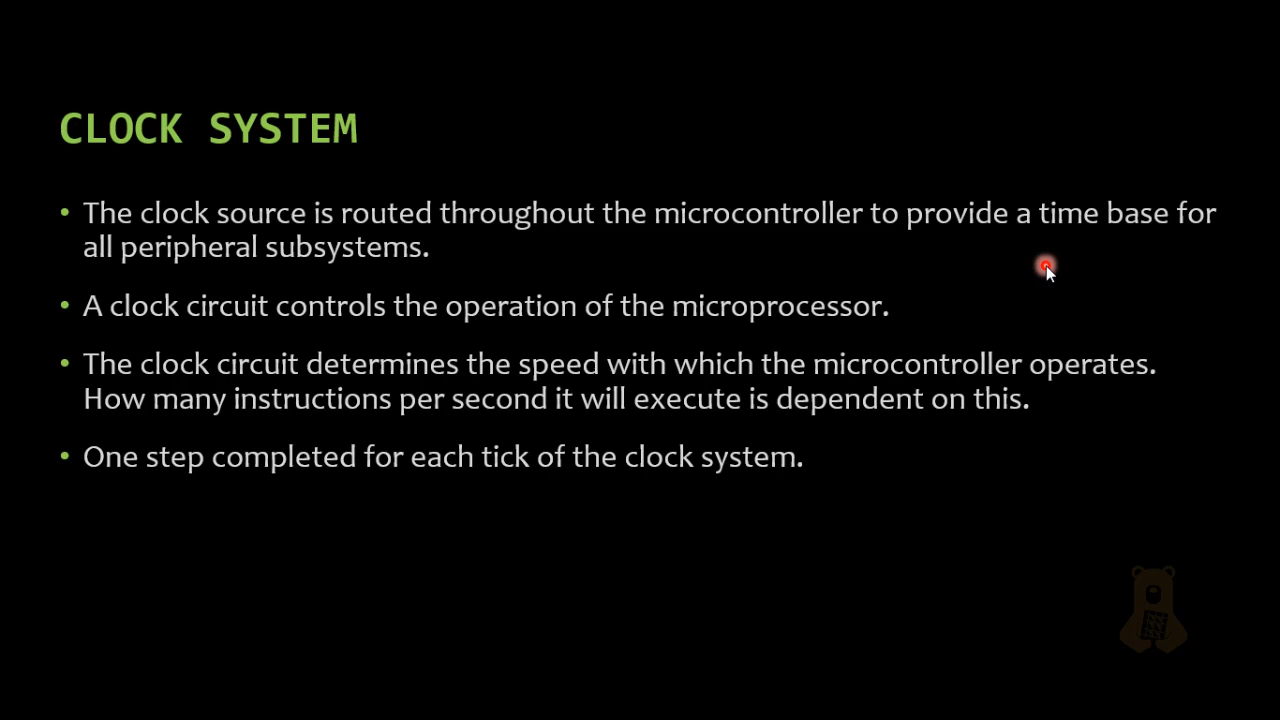 CLOCK SYSTEM
• The clock source is routed throughout the microcontroller to provide a time base for
all peripheral subsystems.
• A clock circuit controls the operation of the microprocessor.
• The clock circuit determines the speed with which the microcontroller operates.
How many instructions per second it will execute is dependent on this.
• One step completed for each tick of the clock system.